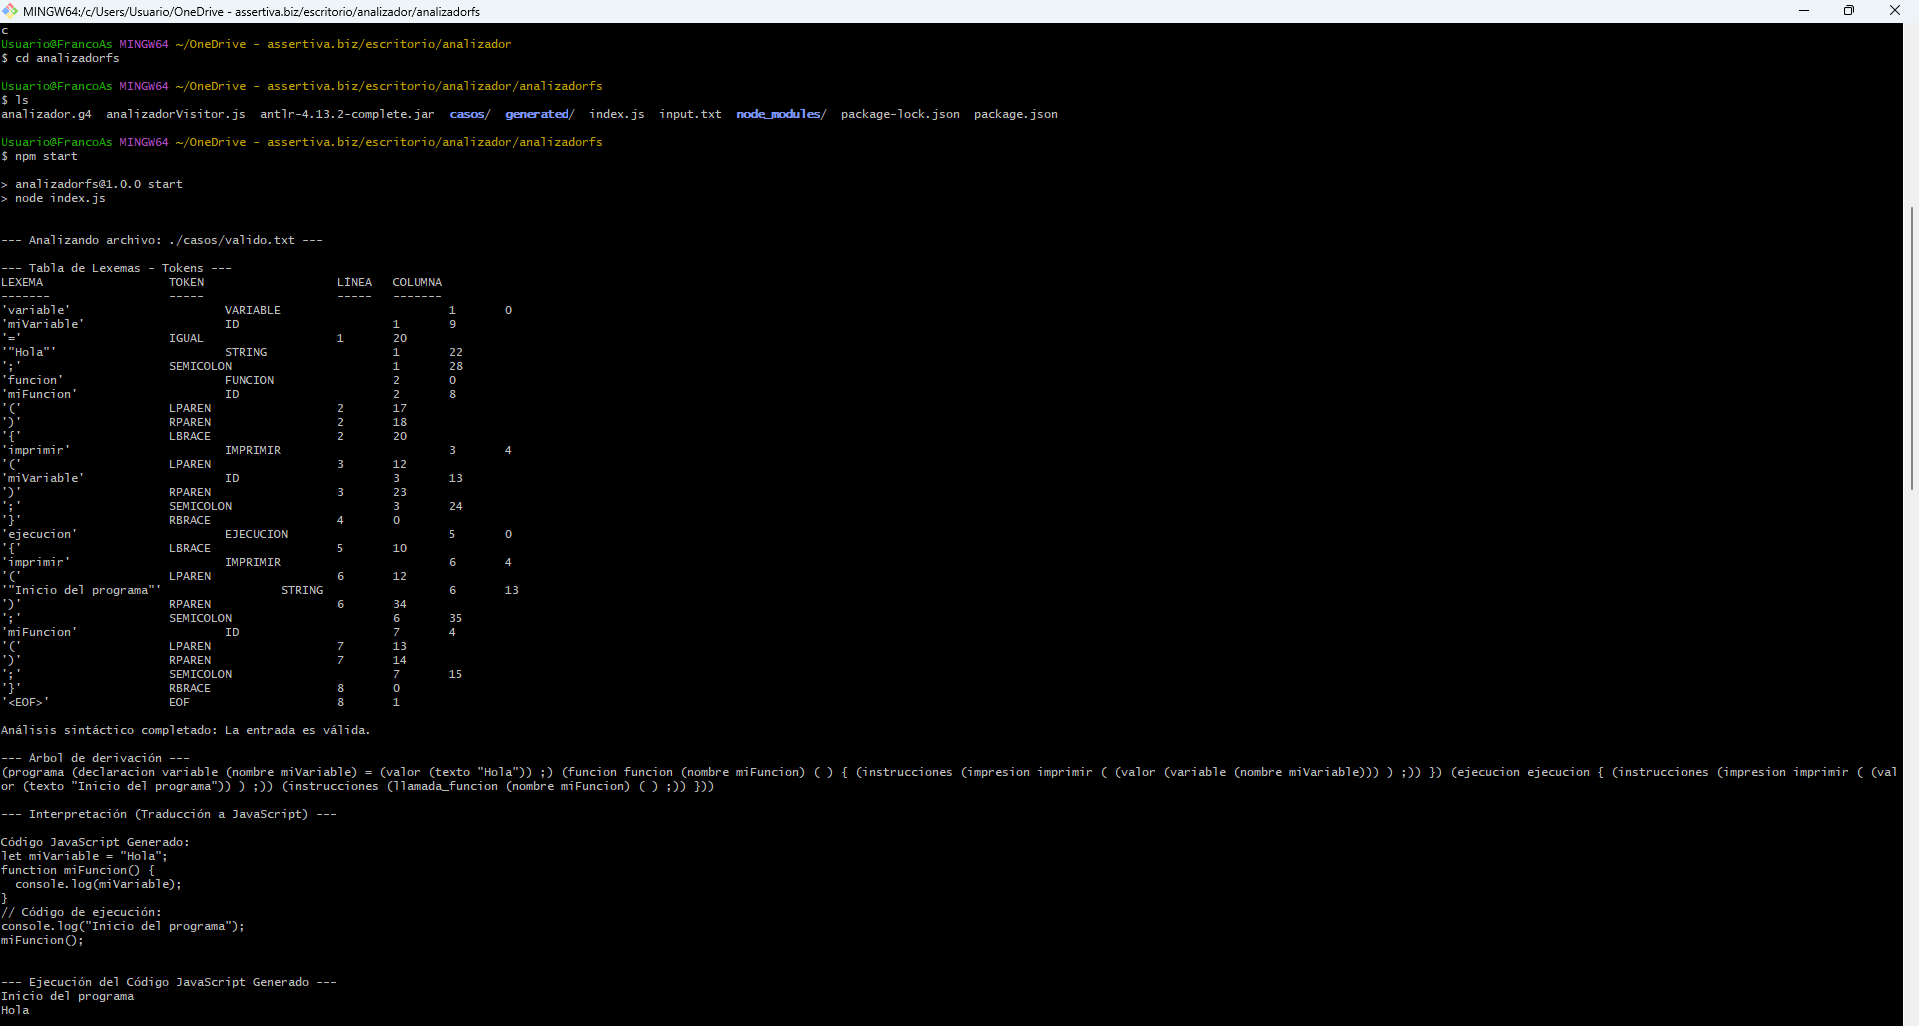 MINGW64:/c/Users/Usuario/OneDrive - assertiva.biz/escritorio/analizador/analizadorfs
c
Usuario@FrancoAs MINGW64 ~/OneDrive - assertiva.biz/escritorio/analizador
$ cd analizadorfs
Usuario@FrancoAs MINGW64 ~/OneDrive - assertiva.biz/escritorio/analizador/analizadorfs
$ ls
analizador.g4  analizadorVisitor.js  antlr-4.13.2-complete.jar  casos/  generated/  index.js  input.txt  node_modules/  package-lock.json  package.json
Usuario@FrancoAs MINGW64 ~/OneDrive - assertiva.biz/escritorio/analizador/analizadorfs
$ npm start
> analizadorfs@1.0.0 start
> node index.js
--- Analizando archivo: ./casos/valido.txt ---
--- Tabla de Lexemas - Tokens ---
LEXEMA                  TOKEN                   LÍNEA   COLUMNA
-------                 -----                   -----   -------
'variable'                      VARIABLE                        1       0
'miVariable'                    ID                      1       9
'='                     IGUAL                   1       20
'"Hola"'                        STRING                  1       22
';'                     SEMICOLON                       1       28
'funcion'                       FUNCION                 2       0
'miFuncion'                     ID                      2       8
'('                     LPAREN                  2       17
')'                     RPAREN                  2       18
'{'                     LBRACE                  2       20
'imprimir'                      IMPRIMIR                        3       4
'('                     LPAREN                  3       12
'miVariable'                    ID                      3       13
')'                     RPAREN                  3       23
';'                     SEMICOLON                       3       24
'}'                     RBRACE                  4       0
'ejecucion'                     EJECUCION                       5       0
'{'                     LBRACE                  5       10
'imprimir'                      IMPRIMIR                        6       4
'('                     LPAREN                  6       12
'"Inicio del programa"'                 STRING                  6       13
')'                     RPAREN                  6       34
';'                     SEMICOLON                       6       35
'miFuncion'                     ID                      7       4
'('                     LPAREN                  7       13
')'                     RPAREN                  7       14
';'                     SEMICOLON                       7       15
'}'                     RBRACE                  8       0
'<EOF>'                 EOF                     8       1
Análisis sintáctico completado: La entrada es válida.
--- Árbol de derivación ---
(programa (declaracion variable (nombre miVariable) = (valor (texto "Hola")) ;) (funcion funcion (nombre miFuncion) ( ) { (instrucciones (impresion imprimir ( (valor (variable (nombre miVariable))) ) ;)) }) (ejecucion ejecucion { (instrucciones (impresion imprimir ( (val
or (texto "Inicio del programa")) ) ;)) (instrucciones (llamada_funcion (nombre miFuncion) ( ) ;)) }))
--- Interpretación (Traducción a JavaScript) ---
Código JavaScript Generado:
let miVariable = "Hola";
function miFuncion() {
  console.log(miVariable);
}
// Código de ejecución:
console.log("Inicio del programa");
miFuncion();
--- Ejecución del Código JavaScript Generado ---
Inicio del programa
Hola